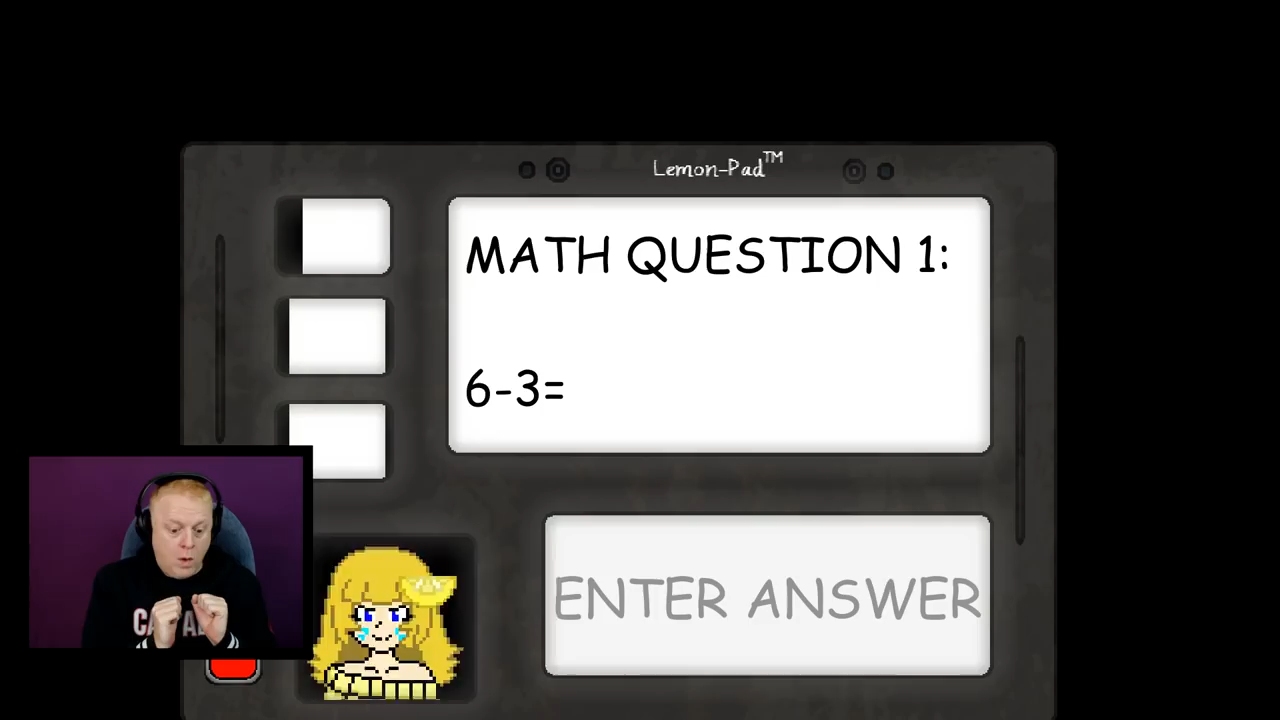 Lemon-Pad™
MATH QUESTION 1:
6-3=
ENTER ANSWER